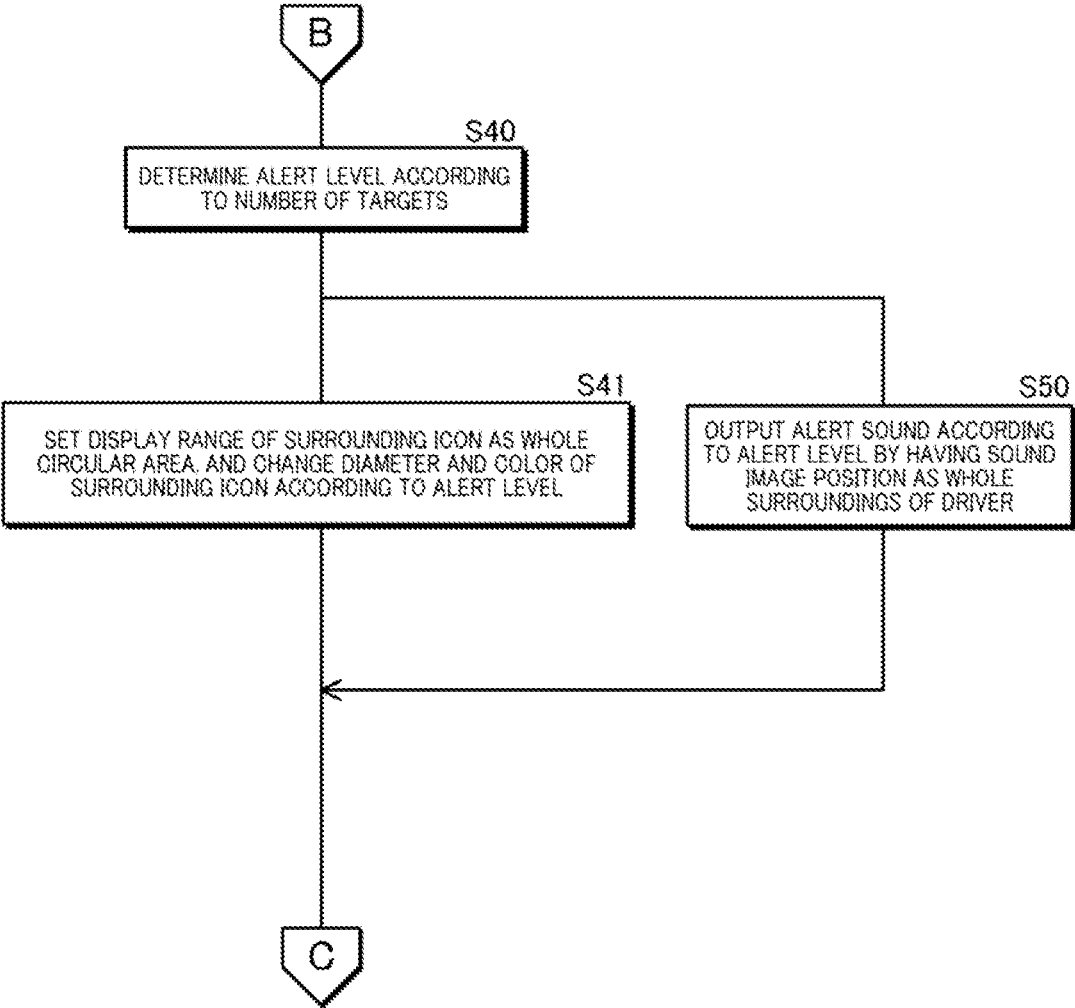 B
S40
DETERMINE ALERT LEVEL ACCORDING
TO NUMBER OF TARGETS
S41
SET DISPLAY RANGE OF SURROUNDING ICON AS WHOLE
CIRCULAR AREA, AND CHANGE DIAMETER AND COLOR OF
SURROUNDING ICON ACCORDING TO ALERT LEVEL
S50
OUTPUT ALERT SOUND ACCORDING
TO ALERT LEVEL BY HAVING SOUND
IMAGE POSITION AS WHOLE
SURROUNDINGS OF DRIVER
C